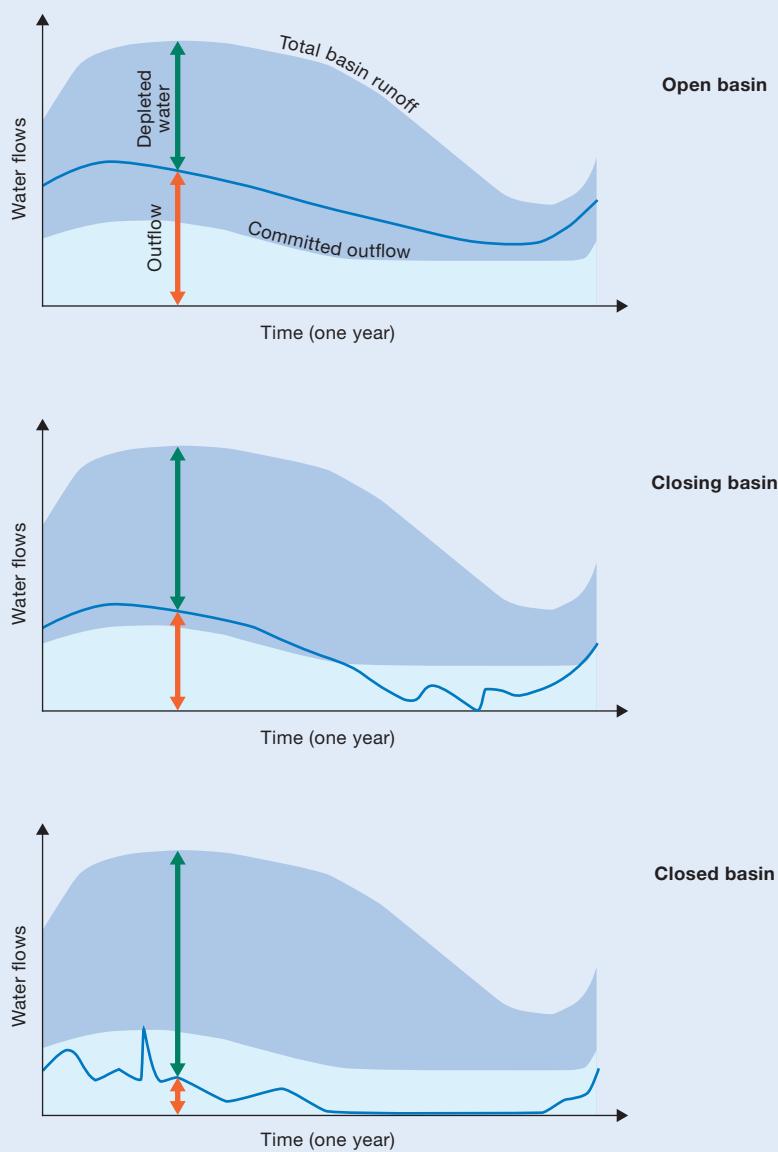 Open basin
Total basin runoff
Depleted
water
Water flows
Outflow
Committed outflow
Time (one year)
Closing basin
Water flows
Time (one year)
Closed basin
Water flows
Time (one year)